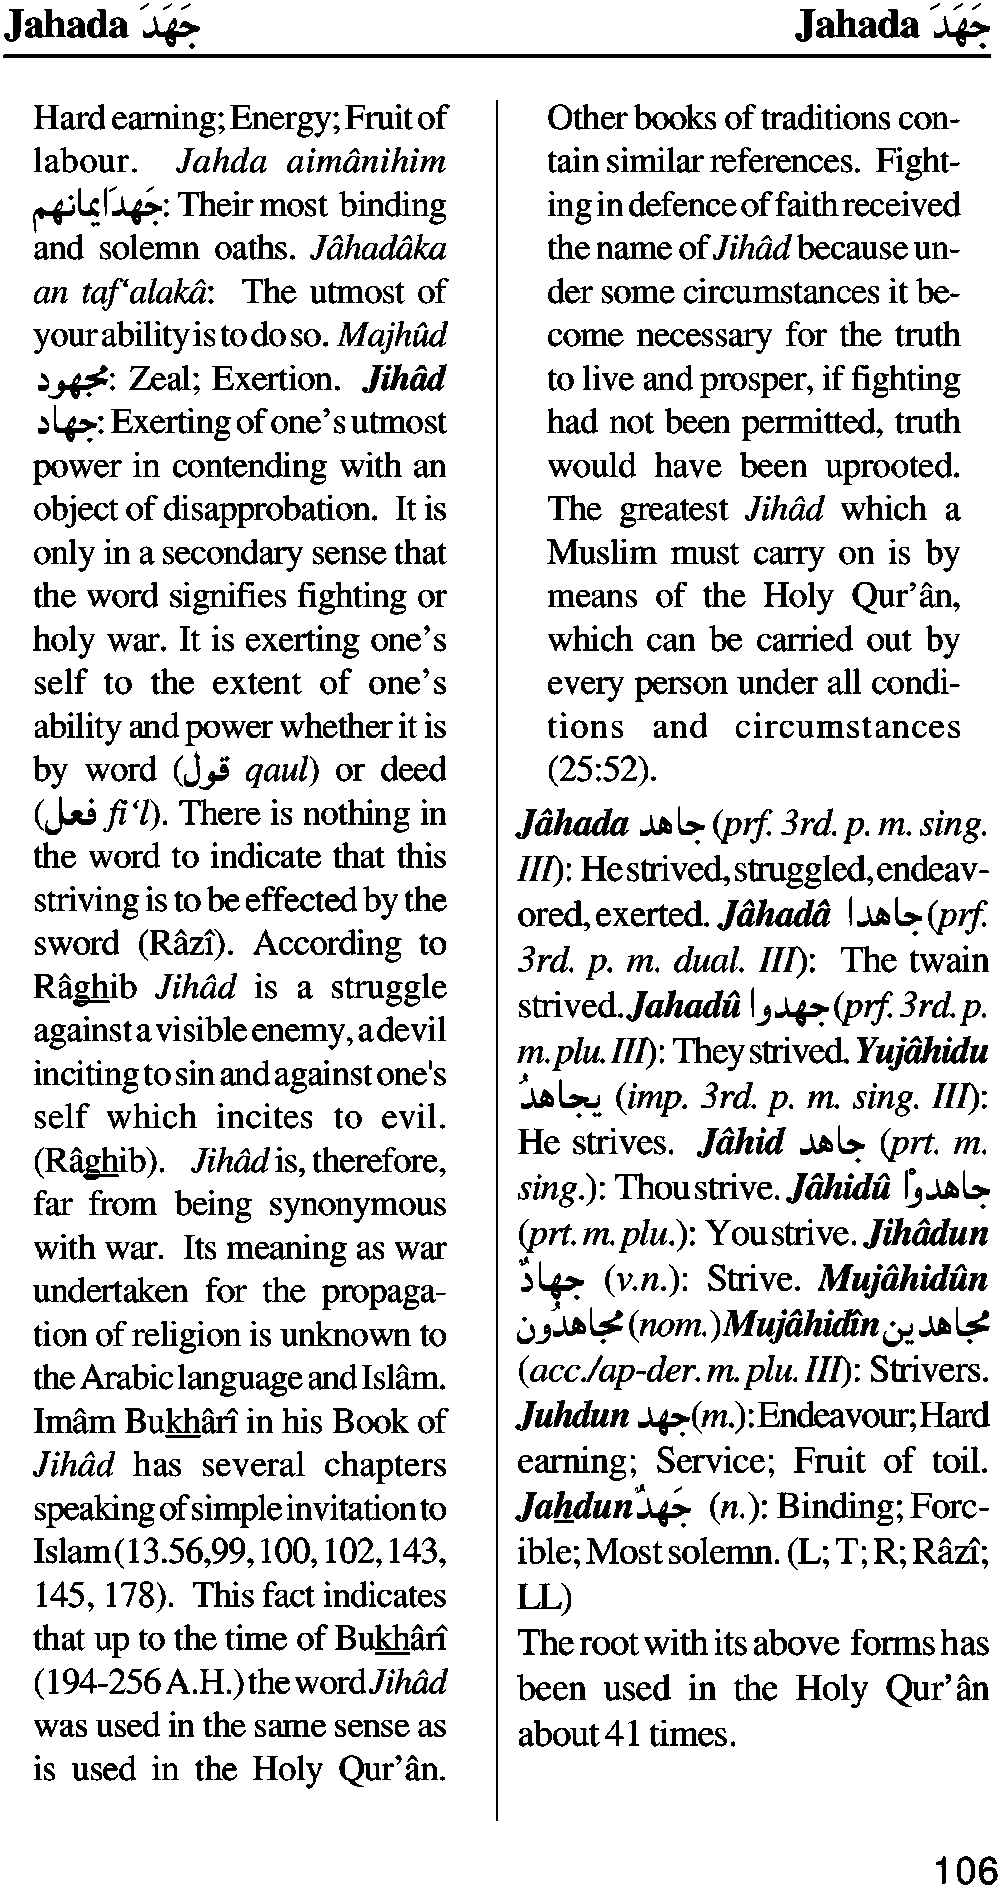 Jahada جَهَدَ
Jahada جَهَدَ
Hard earning; Energy; Fruit of
labour. Jahda aimânihim
جَهدَ ايمانهم: Their most binding
and solemn oaths. Jâhadâka
an taf‘alakâ: The utmost of
your ability is to do so. Majhûd
مجهود: Zeal; Exertion. Jihâd
جهاد: Exerting of one’s utmost
power in contending with an
object of disapprobation. It is
only in a secondary sense that
the word signifies fighting or
holy war. It is exerting one’s
self to the extent of one’s
ability and power whether it is
by word (قول qaul) or deed
(فعل fi‘l). There is nothing in
the word to indicate that this
striving is to be effected by the
sword (Râzî). According to
Râghib Jihâd is a struggle
against a visible enemy, a devil
inciting to sin and against one's
self which incites to evil.
(Râghib). Jihâd is, therefore,
far from being synonymous
with war. Its meaning as war
undertaken for the propaga-
tion of religion is unknown to
the Arabic language and Islâm.
Imâm Bukhârî in his Book of
Jihâd has several chapters
speaking of simple invitation to
Islam (13.56,99, 100, 102, 143,
145, 178). This fact indicates
that up to the time of Bukhârî
(194-256 A.H.) the word Jihâd
was used in the same sense as
is used in the Holy Qur’ân.
Other books of traditions con-
tain similar references. Fight-
ing in defence of faith received
the name of Jihâd because un-
der some circumstances it be-
come necessary for the truth
to live and prosper, if fighting
had not been permitted, truth
would have been uprooted.
The greatest Jihâd which a
Muslim must carry on is by
means of the Holy Qur’ân,
which can be carried out by
every person under all condi-
tions and circumstances
(25:52).
Jâhada جاهد (prf. 3rd. p. m. sing.
III): He strived, struggled, endeav-
ored, exerted. Jâhadâ جاهدا (prf.
3rd. p. m. dual. III): The twain
strived. Jahadû جهدوا (prf. 3rd. p.
m. plu. III): They strived. Yujâhidu
يجاهدُ (imp. 3rd. p. m. sing. III):
He strives. Jâhid جاهد (prt. m.
sing.): Thou strive. Jâhidû جاهدوْا
(prt. m. plu.): You strive. Jihâdun
جِهادٌ (v.n.): Strive. Mujâhidûn
مجاهدُون (nom.) Mujâhidîn مجاهدين
(acc./ap-der. m. plu. III): Strivers.
Juhdun جهد (m.): Endeavour; Hard
earning; Service; Fruit of toil.
Jahdun جَهدٌ (n.): Binding; Forc-
ible; Most solemn. (L; T; R; Râzî;
LL)
The root with its above forms has
been used in the Holy Qur’ân
about 41 times.
106